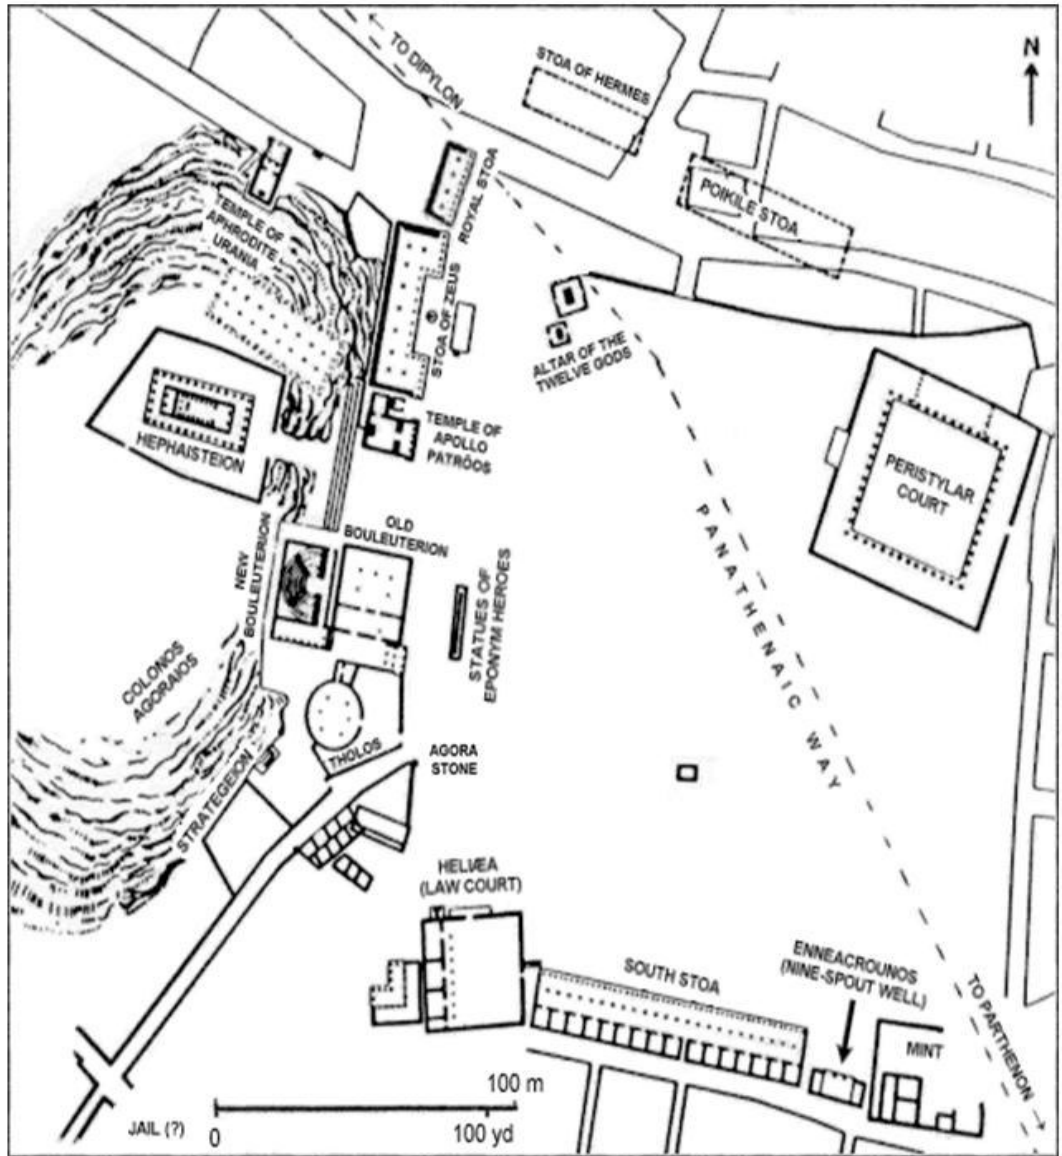 TO DIPYLON
STOA OF HERMES
N
ROYAL STOA
POIKILE STOA
TEMPLE OF
APHRODITE
URANIA
STOA OF ZEUS
ALTAR OF THE
TWELVE GODS
TEMPLE OF
APOLLO
PATRŌOS
HEPHAISTEION
PERISTYLAR
COURT
PANATHENAIC WAY
OLD
BOULEUTERION
NEW
BOULEUTERION
STATUES OF
EPONYM HEROES
COLONOS
AGORAIOS
THOLOS
AGORA
STONE
STRATEGEION
HELIÆA
(LAW COURT)
SOUTH STOA
ENNEACROUNOS
(NINE-SPOUT WELL)
TO PARTHENON
MINT
100 m
JAIL (?)
0
100 yd